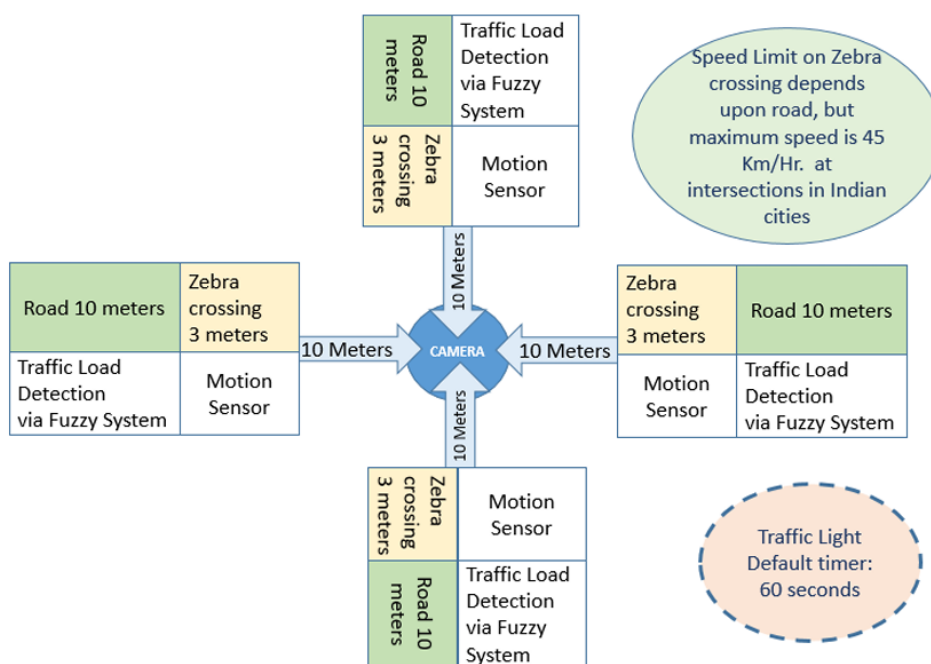 Road 10
meters
Traffic Load
Detection
via Fuzzy
System
Zebra
crossing
3 meters
Motion
Sensor
Speed Limit on Zebra
crossing depends
upon road, but
maximum speed is 45
Km/Hr. at
intersections in Indian
cities
10 Meters
Road 10 meters
Zebra
crossing
3 meters
Traffic Load
Detection
via Fuzzy System
Motion
Sensor
10 Meters
CAMERA
10 Meters
Zebra
crossing
3 meters
Road 10 meters
Motion
Sensor
Traffic Load
Detection
via Fuzzy System
10 Meters
Zebra
crossing
3 meters
Motion
Sensor
Road 10
meters
Traffic Load
Detection
via Fuzzy
System
Traffic Light
Default timer:
60 seconds